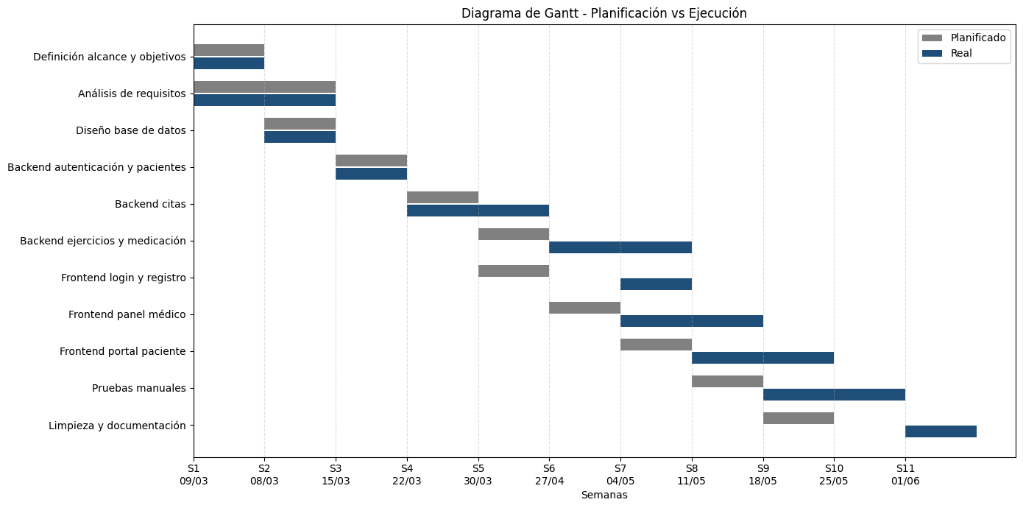 Diagrama de Gantt - Planificación vs Ejecución
Planificado
Real
Definición alcance y objetivos
Análisis de requisitos
Diseño base de datos
Backend autenticación y pacientes
Backend citas
Backend ejercicios y medicación
Frontend login y registro
Frontend panel médico
Frontend portal paciente
Pruebas manuales
Limpieza y documentación
S1 S2 S3 S4 S5 S6 S7 S8 S9 S10 S11
09/03 08/03 15/03 22/03 30/03 27/04 04/05 11/05 18/05 25/05 01/06
Semanas